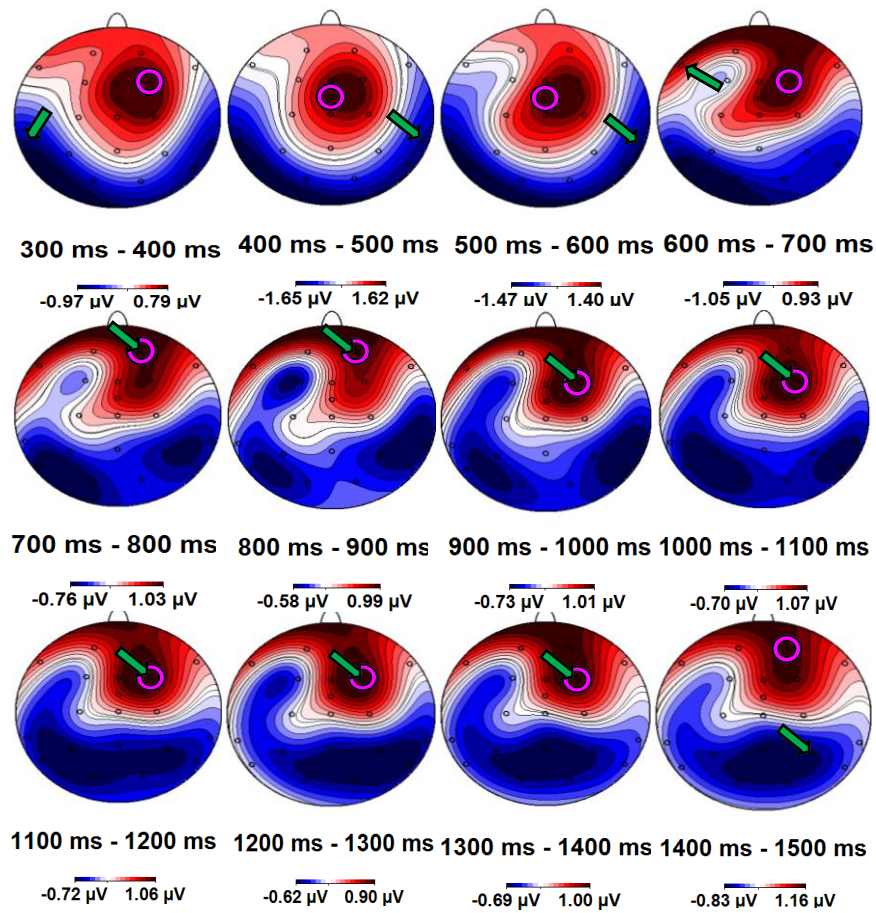 300 ms - 400 ms 400 ms - 500 ms 500 ms - 600 ms 600 ms - 700 ms
-0.97 µV 0.79 µV -1.65 µV 1.62 µV -1.47 µV 1.40 µV -1.05 µV 0.93 µV
700 ms - 800 ms 800 ms - 900 ms 900 ms - 1000 ms 1000 ms - 1100 ms
-0.76 µV 1.03 µV -0.58 µV 0.99 µV -0.73 µV 1.01 µV -0.70 µV 1.07 µV
1100 ms - 1200 ms 1200 ms - 1300 ms 1300 ms - 1400 ms 1400 ms - 1500 ms
-0.72 µV 1.06 µV -0.62 µV 0.90 µV -0.69 µV 1.00 µV -0.83 µV 1.16 µV